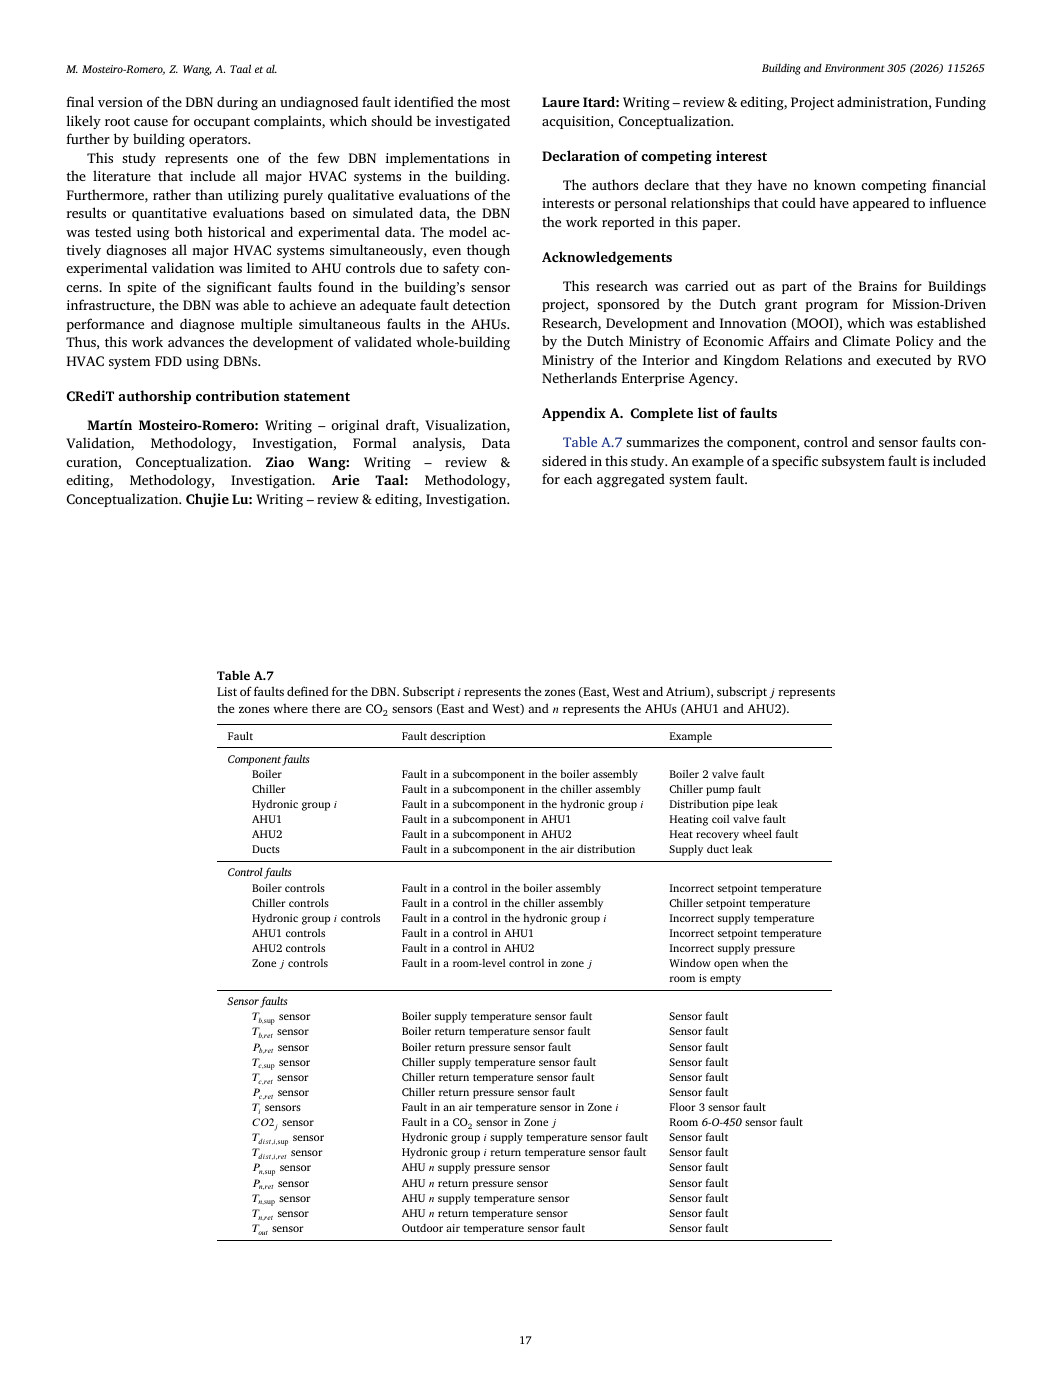 M. Mosteiro-Romero, Z. Wang, A. Taal et al.
Building and Environment 305 (2026) 115265
final version of the DBN during an undiagnosed fault identified the most
likely root cause for occupant complaints, which should be investigated
further by building operators.
This study represents one of the few DBN implementations in
the literature that include all major HVAC systems in the building.
Furthermore, rather than utilizing purely qualitative evaluations of the
results or quantitative evaluations based on simulated data, the DBN
was tested using both historical and experimental data. The model ac-
tively diagnoses all major HVAC systems simultaneously, even though
experimental validation was limited to AHU controls due to safety con-
cerns. In spite of the significant faults found in the building's sensor
infrastructure, the DBN was able to achieve an adequate fault detection
performance and diagnose multiple simultaneous faults in the AHUs.
Thus, this work advances the development of validated whole-building
HVAC system FDD using DBNs.
CRediT authorship contribution statement
Martín Mosteiro-Romero: Writing – original draft, Visualization,
Validation, Methodology, Investigation, Formal analysis, Data
curation, Conceptualization. Ziao Wang: Writing – review &
editing, Methodology, Investigation. Arie Taal: Methodology,
Conceptualization. Chujie Lu: Writing – review & editing, Investigation.
Laure Itard: Writing – review & editing, Project administration, Funding
acquisition, Conceptualization.
Declaration of competing interest
The authors declare that they have no known competing financial
interests or personal relationships that could have appeared to influence
the work reported in this paper.
Acknowledgements
This research was carried out as part of the Brains for Buildings
project, sponsored by the Dutch grant program for Mission-Driven
Research, Development and Innovation (MOOI), which was established
by the Dutch Ministry of Economic Affairs and Climate Policy and the
Ministry of the Interior and Kingdom Relations and executed by RVO
Netherlands Enterprise Agency.
Appendix A. Complete list of faults
Table A.7 summarizes the component, control and sensor faults con-
sidered in this study. An example of a specific subsystem fault is included
for each aggregated system fault.
Table A.7
List of faults defined for the DBN. Subscript i represents the zones (East, West and Atrium), subscript j represents
the zones where there are CO2 sensors (East and West) and n represents the AHUs (AHU1 and AHU2).
Fault Fault description Example
Component faults
Boiler Fault in a subcomponent in the boiler assembly Boiler 2 valve fault
Chiller Fault in a subcomponent in the chiller assembly Chiller pump fault
Hydronic group i Fault in a subcomponent in the hydronic group i Distribution pipe leak
AHU1 Fault in a subcomponent in AHU1 Heating coil valve fault
AHU2 Fault in a subcomponent in AHU2 Heat recovery wheel fault
Ducts Fault in a subcomponent in the air distribution Supply duct leak
Control faults
Boiler controls Fault in a control in the boiler assembly Incorrect setpoint temperature
Chiller controls Fault in a control in the chiller assembly Chiller setpoint temperature
Hydronic group i controls Fault in a control in the hydronic group i Incorrect supply temperature
AHU1 controls Fault in a control in AHU1 Incorrect setpoint temperature
AHU2 controls Fault in a control in AHU2 Incorrect supply pressure
Zone j controls Fault in a room-level control in zone j Window open when the
room is empty
Sensor faults
Tb,sup sensor Boiler supply temperature sensor fault Sensor fault
Tb,ret sensor Boiler return temperature sensor fault Sensor fault
Pb,ret sensor Boiler return pressure sensor fault Sensor fault
Tc,sup sensor Chiller supply temperature sensor fault Sensor fault
Tc,ret sensor Chiller return temperature sensor fault Sensor fault
Pc,ret sensor Chiller return pressure sensor fault Sensor fault
Ti sensors Fault in an air temperature sensor in Zone i Floor 3 sensor fault
CO2j sensor Fault in a CO2 sensor in Zone j Room 6-O-450 sensor fault
Tdist,i,sup sensor Hydronic group i supply temperature sensor fault Sensor fault
Tdist,i,ret sensor Hydronic group i return temperature sensor fault Sensor fault
Pn,sup sensor AHU n supply pressure sensor Sensor fault
Pn,ret sensor AHU n return pressure sensor Sensor fault
Tn,sup sensor AHU n supply temperature sensor Sensor fault
Tn,ret sensor AHU n return temperature sensor Sensor fault
Tout sensor Outdoor air temperature sensor fault Sensor fault
17